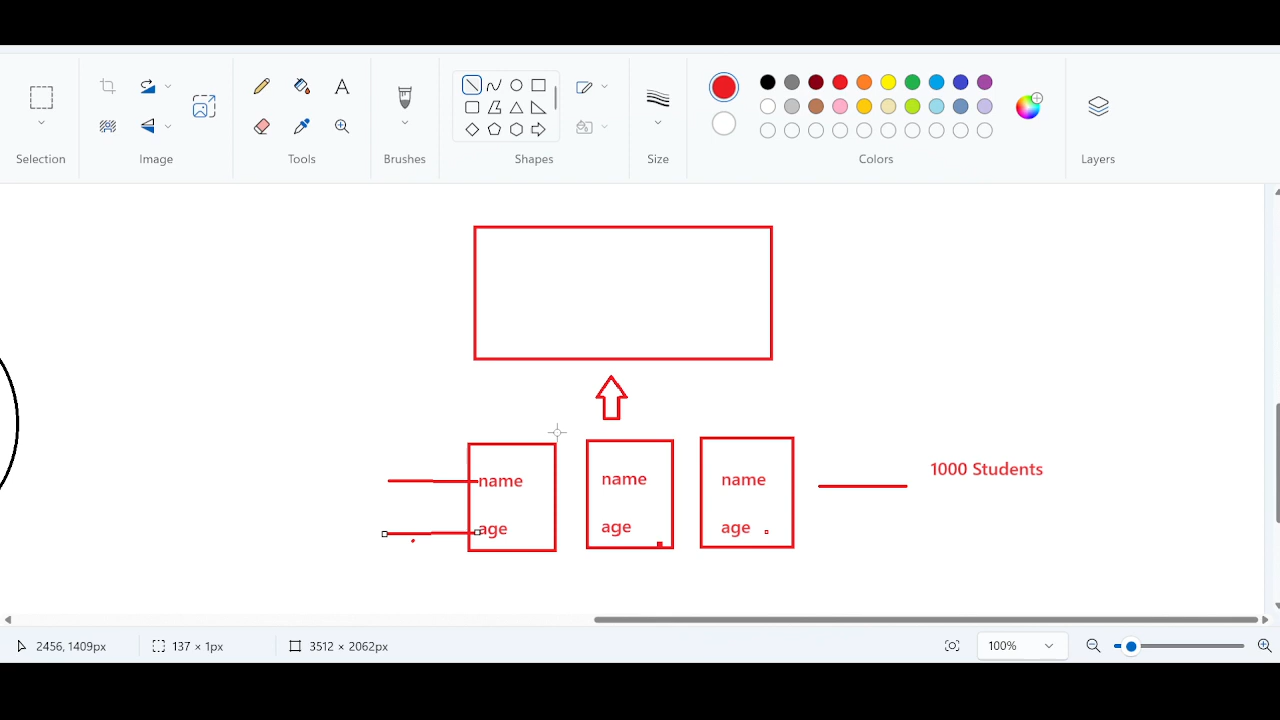 Selection
Image
Tools
Brushes
Shapes
Size
Colors
Layers
name
age
name
age
name
age
1000 Students
2456, 1409px
137 × 1px
3512 × 2062px
100%